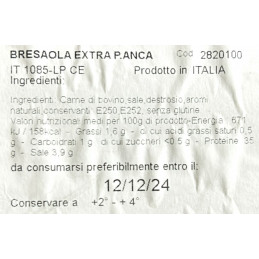 BRESAOLA EXTRA P.ANCA Cod 2820100
IT 1085-LP CE Prodotto in ITALIA
Ingredienti:
Ingredienti: Carne di bovino,sale,destrosio,aromi
naturali,conservanti: E250,E252, senza glutine.
Valori nutrizionali medi per 100g di prodotto-Energia : 671
kJ / 158kcal - Grassi 1,6 g - di cui acidi grassi saturi 0,5
g - Carboidrati 1 g di cui zuccheri <0.5 g - Proteine 35
g - Sale 3,9 g
da consumarsi preferibilmente entro il:
12/12/24
Conservare a +2° - + 4°